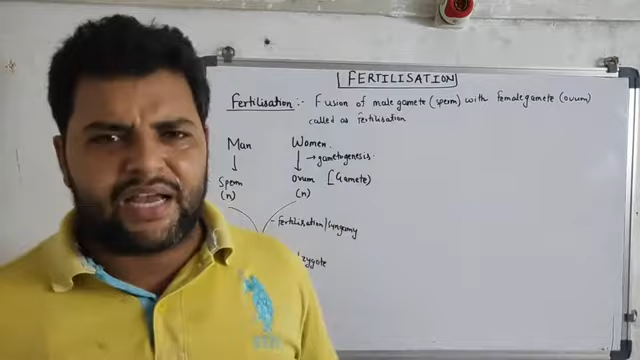 FERTILISATION
Fertilisation :- Fusion of male gamete (sperm) with female gamete (ovum)
called as fertilisation
Man Women
→ gametogenesis.
Sperm Ovum [Gamete)
(n) (n)
- Fertilisation/Syngamy
Zygote